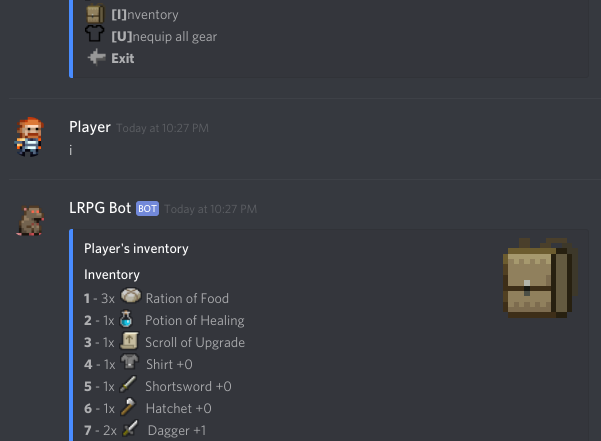 [I]nventory
[U]nequip all gear
Exit
Player Today at 10:27 PM
i
LRPG Bot BOT Today at 10:27 PM
Player's inventory
Inventory
1 - 3x Ration of Food
2 - 1x Potion of Healing
3 - 1x Scroll of Upgrade
4 - 1x Shirt +0
5 - 1x Shortsword +0
6 - 1x Hatchet +0
7 - 2x Dagger +1